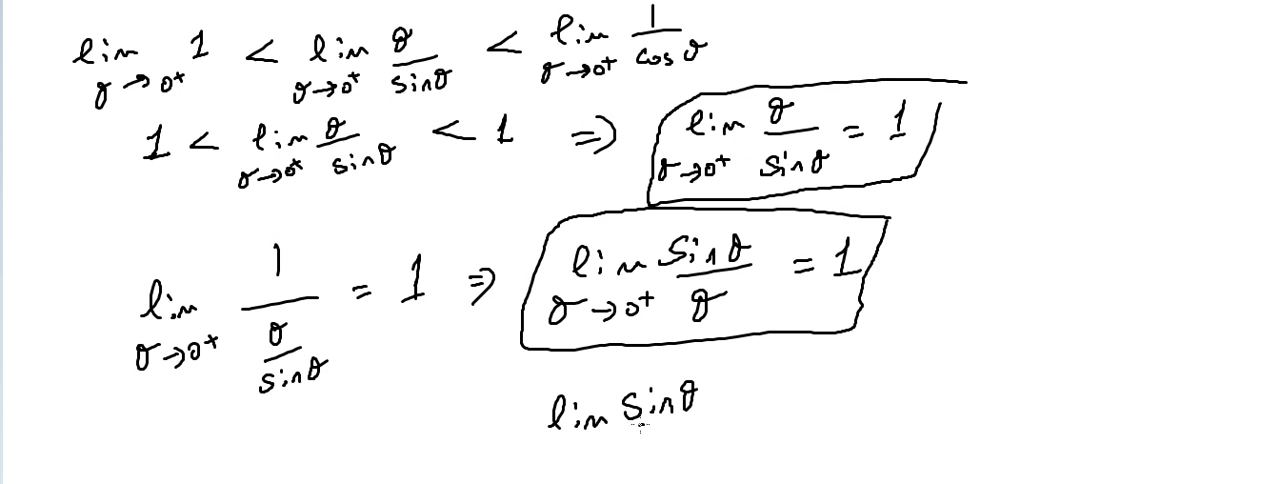 lim θ→0⁺ 1 < lim θ→0⁺ θ/sinθ < lim θ→0⁺ 1/cosθ
1 < lim θ→0⁺ θ/sinθ < 1 ⇒ lim θ→0⁺ θ/sinθ = 1
lim θ→0⁺ 1/(θ/sinθ) = 1 ⇒ lim θ→0⁺ sinθ/θ = 1
lim sinθ